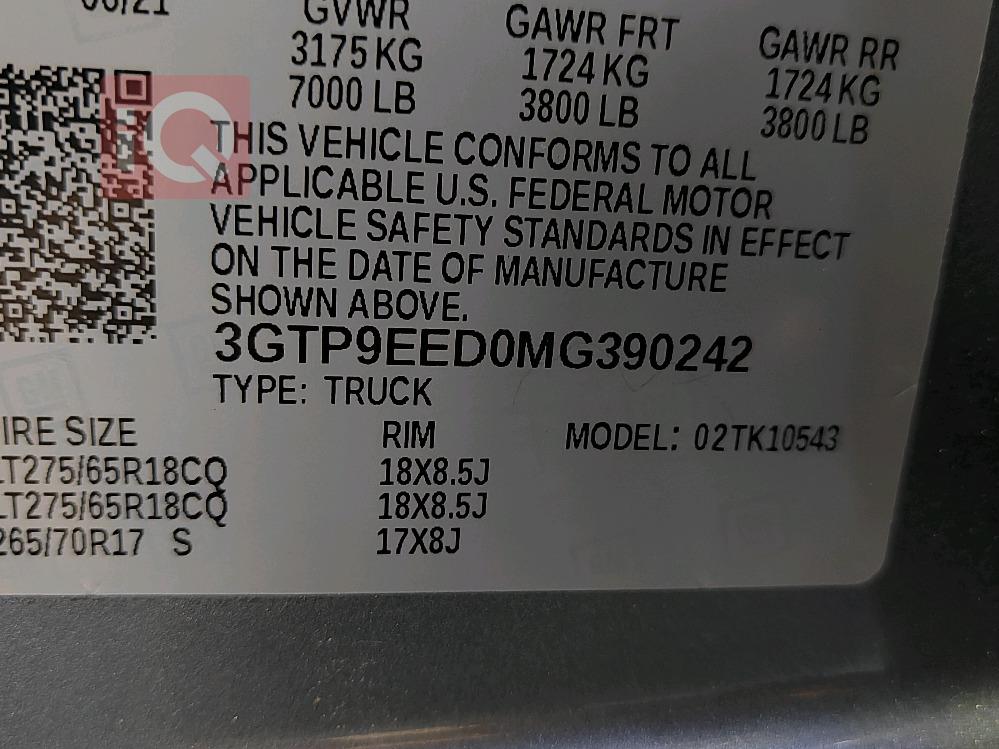 06/21 GVWR GAWR FRT GAWR RR
3175 KG 1724 KG 1724 KG
7000 LB 3800 LB 3800 LB
THIS VEHICLE CONFORMS TO ALL
APPLICABLE U.S. FEDERAL MOTOR
VEHICLE SAFETY STANDARDS IN EFFECT
ON THE DATE OF MANUFACTURE
SHOWN ABOVE.
3GTP9EED0MG390242
TYPE: TRUCK
IRE SIZE RIM MODEL: 02TK10543
LT275/65R18CQ 18X8.5J
LT275/65R18CQ 18X8.5J
265/70R17 S 17X8J